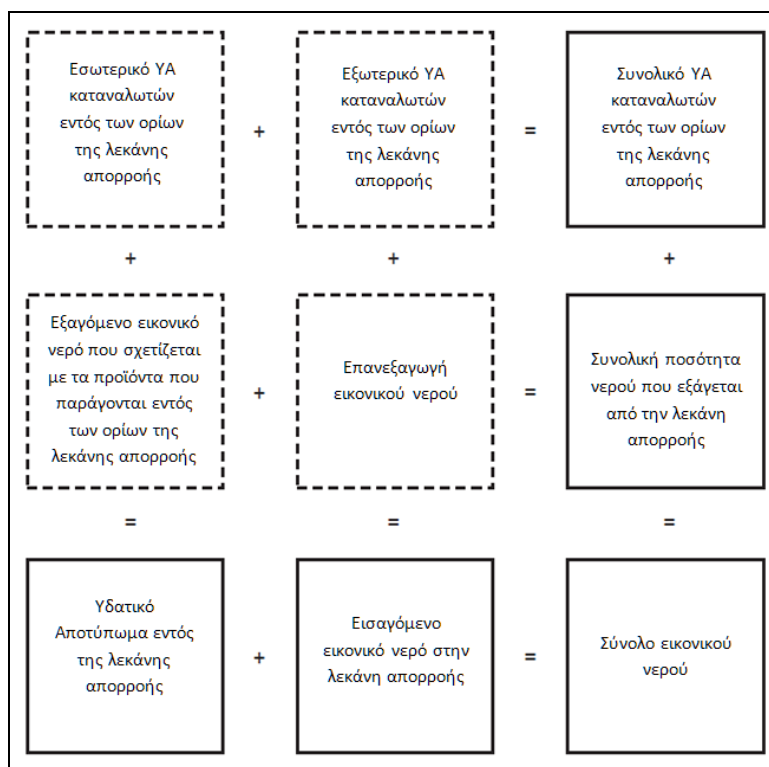 Εσωτερικό ΥΑ
καταναλωτών
εντός των ορίων
της λεκάνης
απορροής
+
Εξωτερικό ΥΑ
καταναλωτών
εντός των ορίων
της λεκάνης
απορροής
=
Συνολικό ΥΑ
καταναλωτών
εντός των ορίων
της λεκάνης
απορροής
+
+
+
Εξαγόμενο εικονικό
νερό που σχετίζεται
με τα προϊόντα που
παράγονται εντός
των ορίων της
λεκάνης απορροής
+
Επανεξαγωγή
εικονικού νερού
=
Συνολική ποσότητα
νερού που εξάγεται
από την λεκάνη
απορροής
=
=
=
Υδατικό
Αποτύπωμα εντός
της λεκάνης
απορροής
+
Εισαγόμενο
εικονικό νερό στην
λεκάνη απορροής
=
Σύνολο εικονικού
νερού